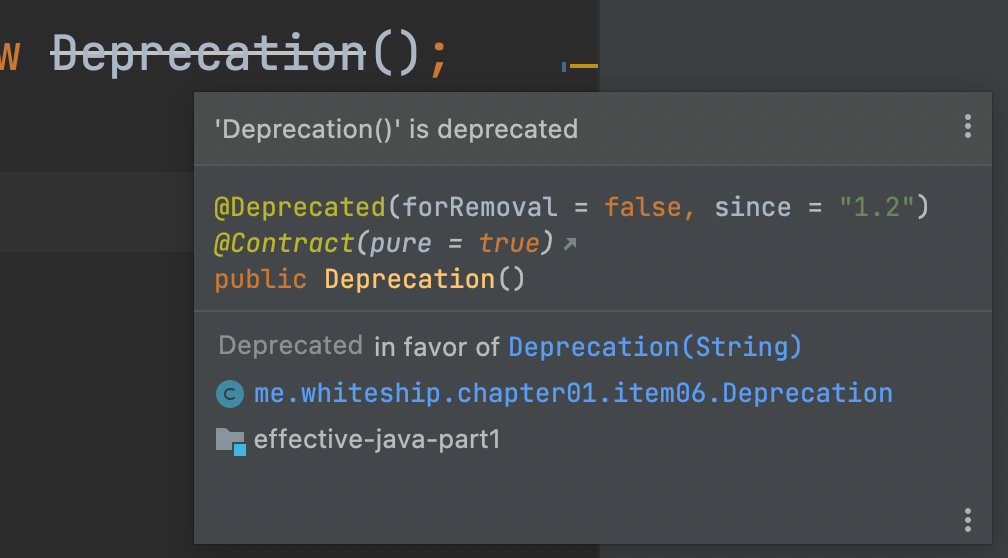 w Deprecation();
'Deprecation()' is deprecated
@Deprecated(forRemoval = false, since = "1.2")
@Contract(pure = true)
public Deprecation()
Deprecated in favor of Deprecation(String)
C me.whiteship.chapter01.item06.Deprecation
effective-java-part1